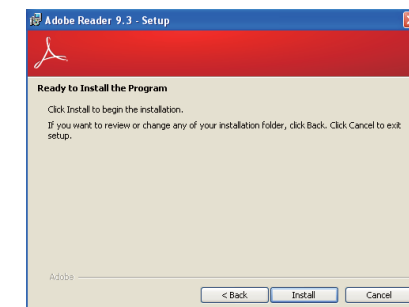 Adobe Reader 9.3 - Setup
Ready to Install the Program
Click Install to begin the installation.
If you want to review or change any of your installation folder, click Back. Click Cancel to exit
setup.
Adobe
< Back Install Cancel